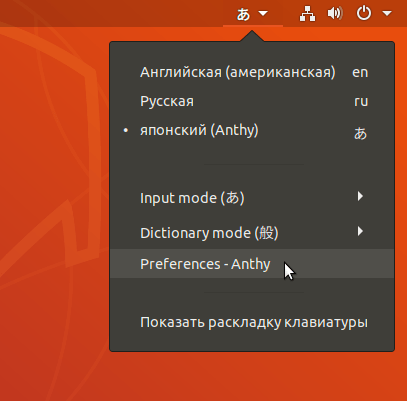 あ
Английская (американская) en
Русская ru
• японский (Anthy) あ
Input mode (あ)
Dictionary mode (般)
Preferences - Anthy
Показать раскладку клавиатуры